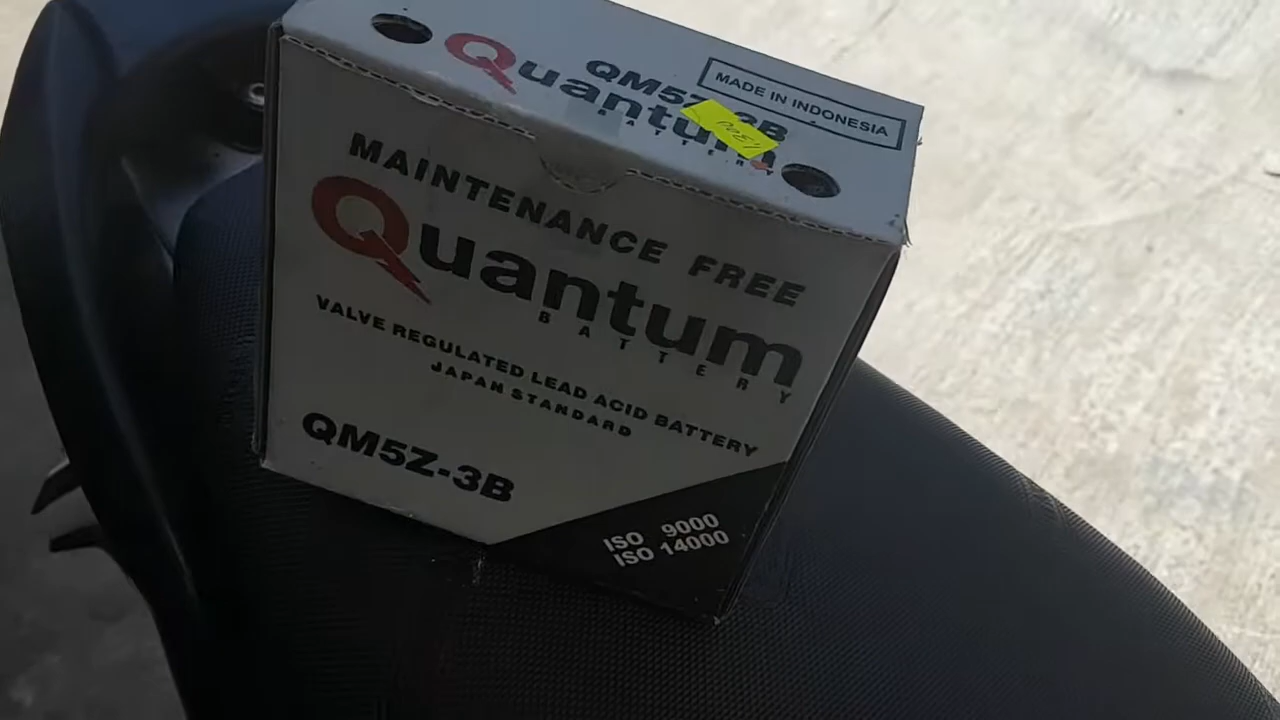 Quantum
BATTERY
QM5Z-3B
MADE IN INDONESIA
MAINTENANCE FREE
Quantum
BATTERY
VALVE REGULATED LEAD ACID BATTERY
JAPAN STANDARD
QM5Z-3B
ISO 9000
ISO 14000